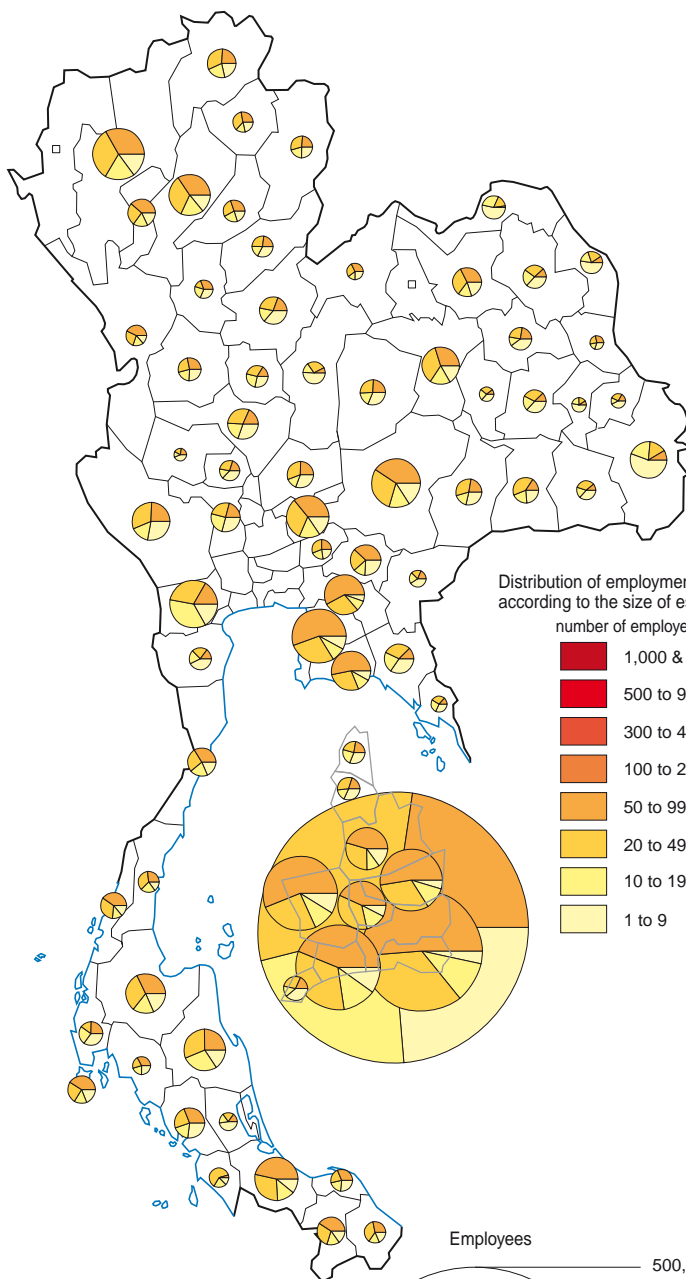 Distribution of employmen
according to the size of es
number of employe
1,000 &
500 to 9
300 to 4
100 to 2
50 to 99
20 to 49
10 to 19
1 to 9
Employees
500,